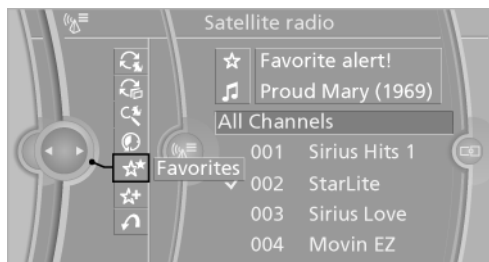 Satellite radio
Favorite alert!
Proud Mary (1969)
All Channels
001 Sirius Hits 1
Favorites
002 StarLite
003 Sirius Love
004 Movin EZ